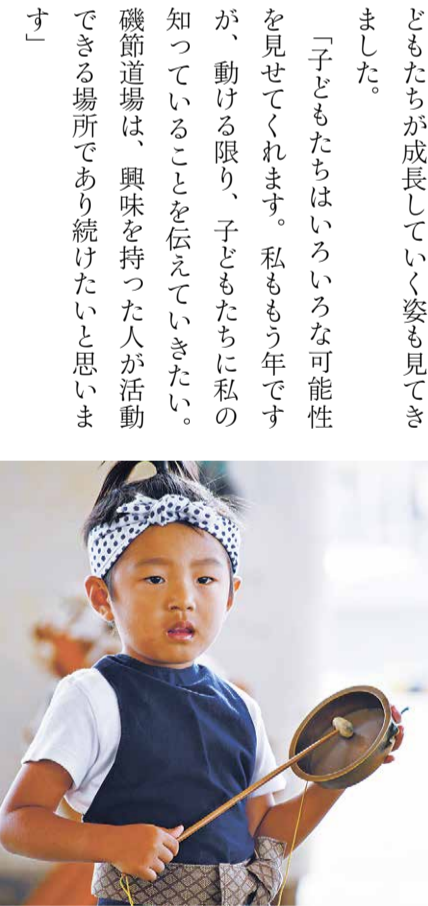 どもたちが成長していく姿も見てき
ました。
「子どもたちはいろいろな可能性
を見せてくれます。私ももう年です
が、動ける限り、子どもたちに私の
知っていることを伝えていきたい。
磯節道場は、興味を持った人が活動
できる場所であり続けたいと思いま
す」